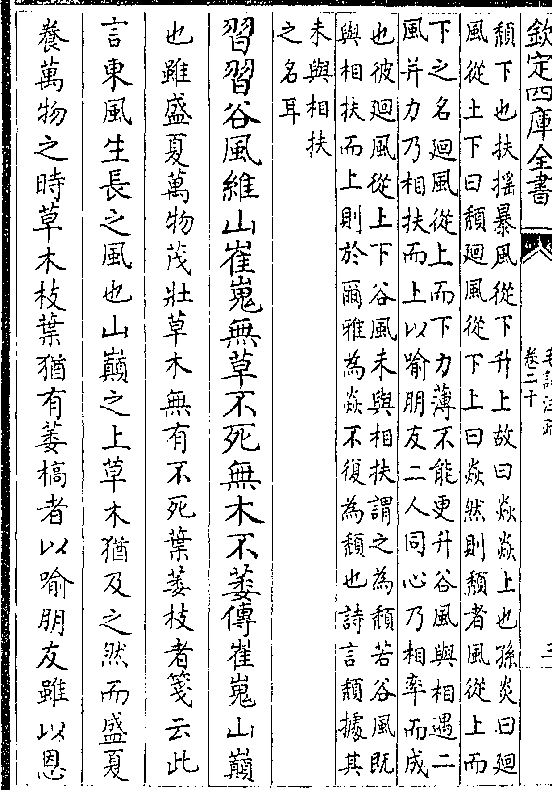 欽定四庫全書
毛詩注疏
卷二十
三
頽下也扶搖暴風從下升上故曰焱焱上也孫炎曰廻
風從上下曰頽廻風從下上曰焱然則頽者風從上而
下之名廻風從上而下力薄不能更升谷風與相遇二
風并力乃相扶而上以喻朋友二人同心乃相率而成
也彼廻風從上下谷風未與相扶謂之為頽若谷風既
與相扶而上則於爾雅為焱不復為頽也詩言頽據其
未與相扶
之名耳
習習谷風維山崔嵬無草不死無木不萎傳崔嵬山巔
也雖盛夏萬物茂壯草木無有不死葉萎枝者箋云此
言東風生長之風也山巔之上草木猶及之然而盛夏
養萬物之時草木枝葉猶有萎槁者以喻朋友雖以恩